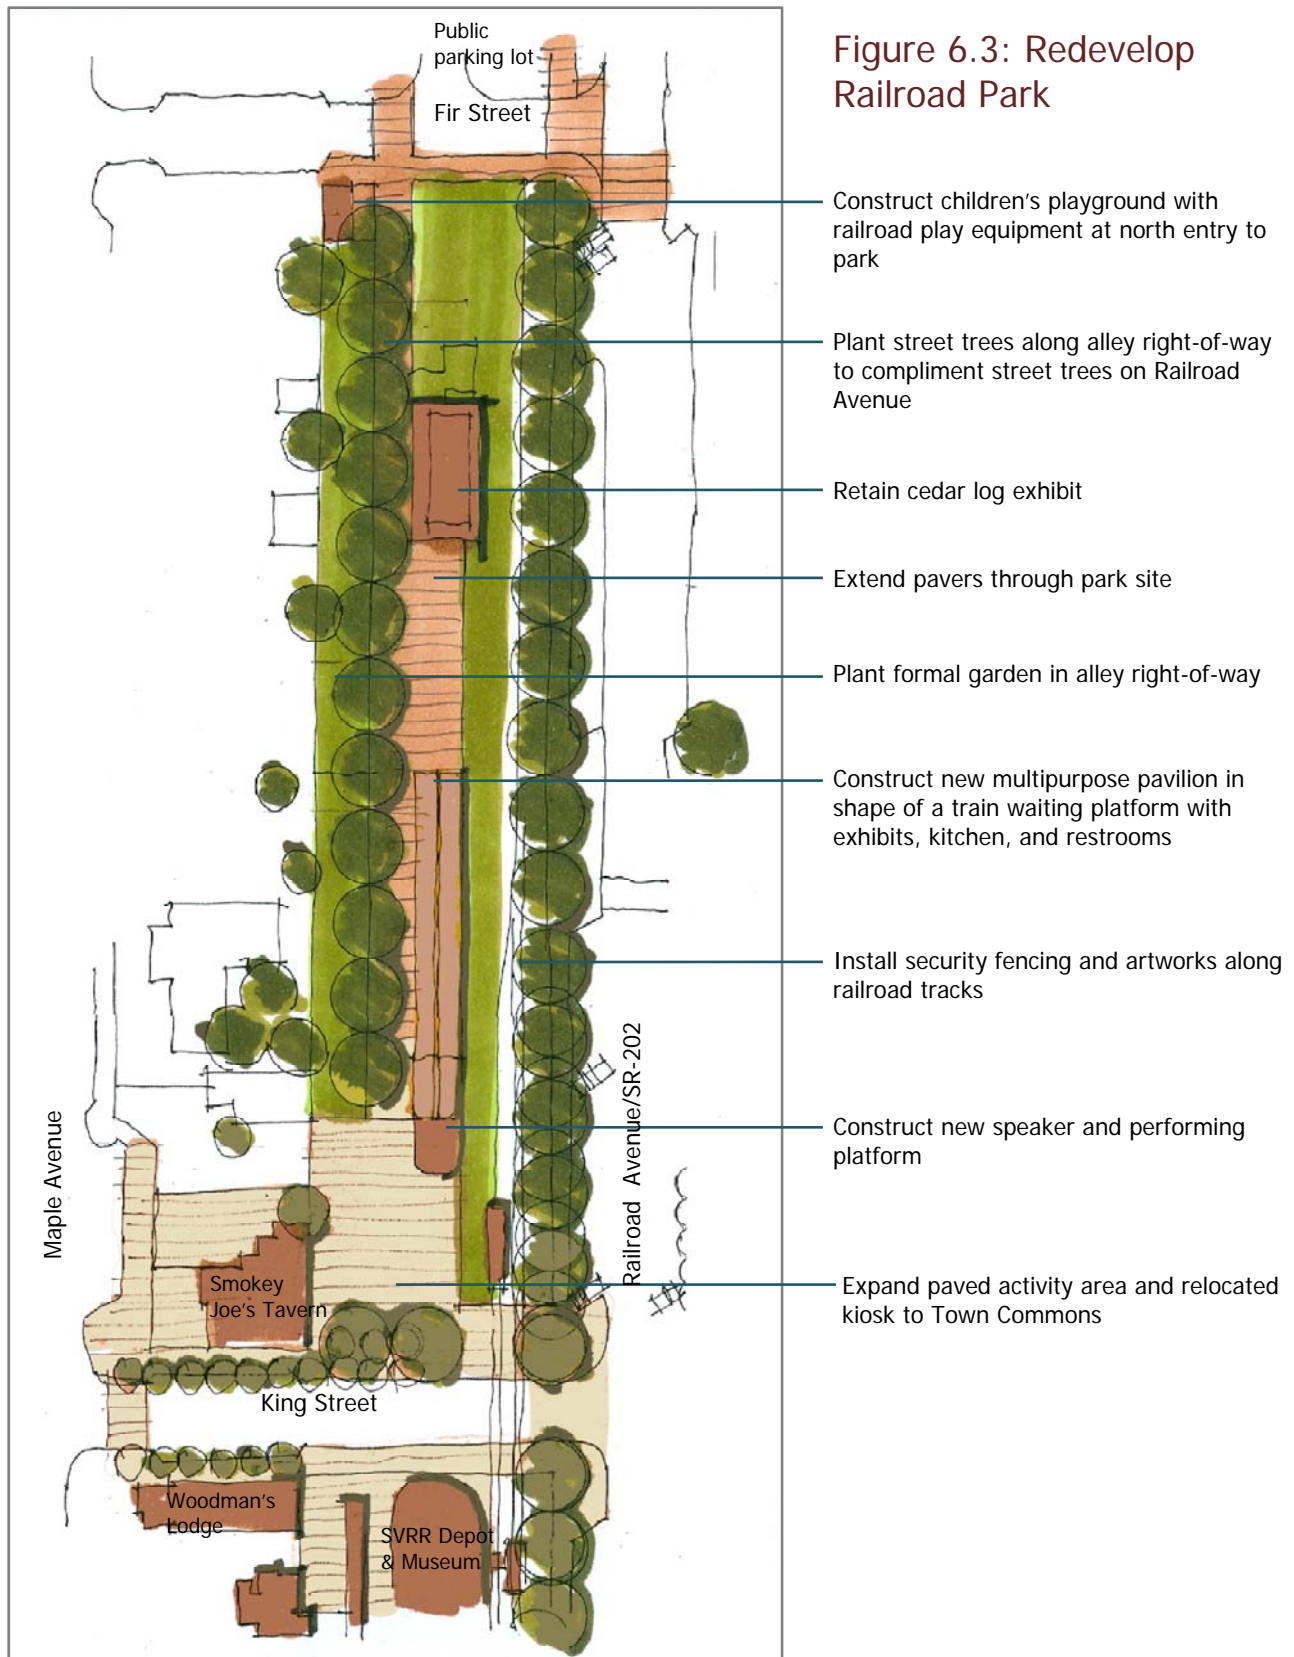 Figure 6.3: Redevelop
Railroad Park
Public
parking lot
Fir Street
Construct children's playground with
railroad play equipment at north entry to
park
Plant street trees along alley right-of-way
to compliment street trees on Railroad
Avenue
Retain cedar log exhibit
Extend pavers through park site
Plant formal garden in alley right-of-way
Construct new multipurpose pavilion in
shape of a train waiting platform with
exhibits, kitchen, and restrooms
Install security fencing and artworks along
railroad tracks
Construct new speaker and performing
platform
Expand paved activity area and relocated
kiosk to Town Commons
Maple Avenue
Railroad Avenue/SR-202
Smokey
Joe's Tavern
King Street
Woodman's
Lodge
SVRR Depot
& Museum